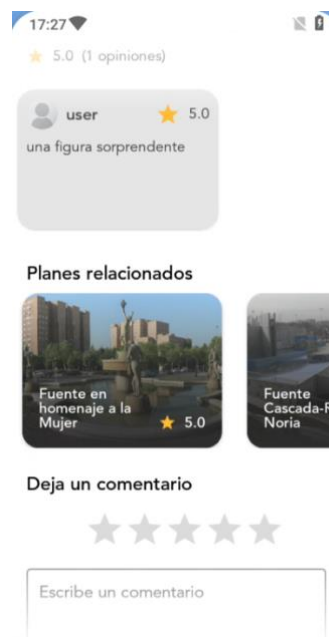 17:27
5.0 (1 opiniones)
user 5.0
una figura sorprendente
Planes relacionados
Fuente en
homenaje a la
Mujer 5.0
Fuente
Cascada-
Noria
Deja un comentario
Escribe un comentario